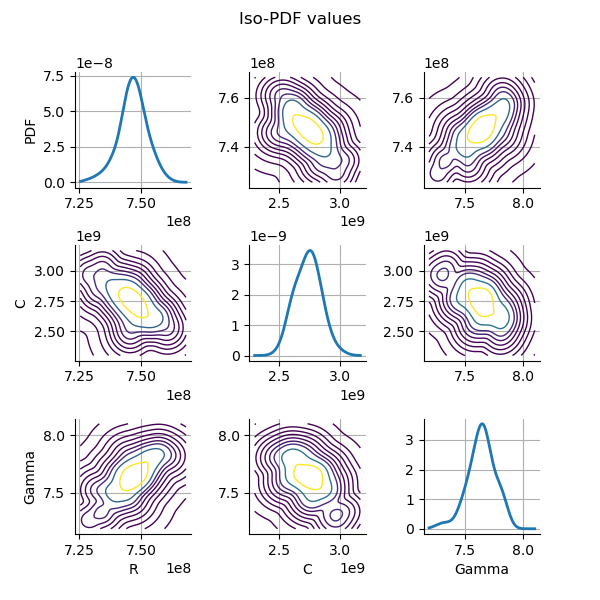 Iso-PDF values
1e−8
1e8
1e8
7.5
5.0
2.5
0.0
PDF
7.6
7.4
7.6
7.4
7.25 7.50
1e8
2.5 3.0
1e9
7.5 8.0
1e9
1e−9
1e9
3.00
2.75
2.50
C
3
2
1
0
3.00
2.75
2.50
7.25 7.50
1e8
2.5 3.0
1e9
7.5 8.0
8.0
7.5
Gamma
8.0
7.5
3
2
1
0
7.25 7.50
1e8
R
2.5 3.0
1e9
C
7.5 8.0
Gamma